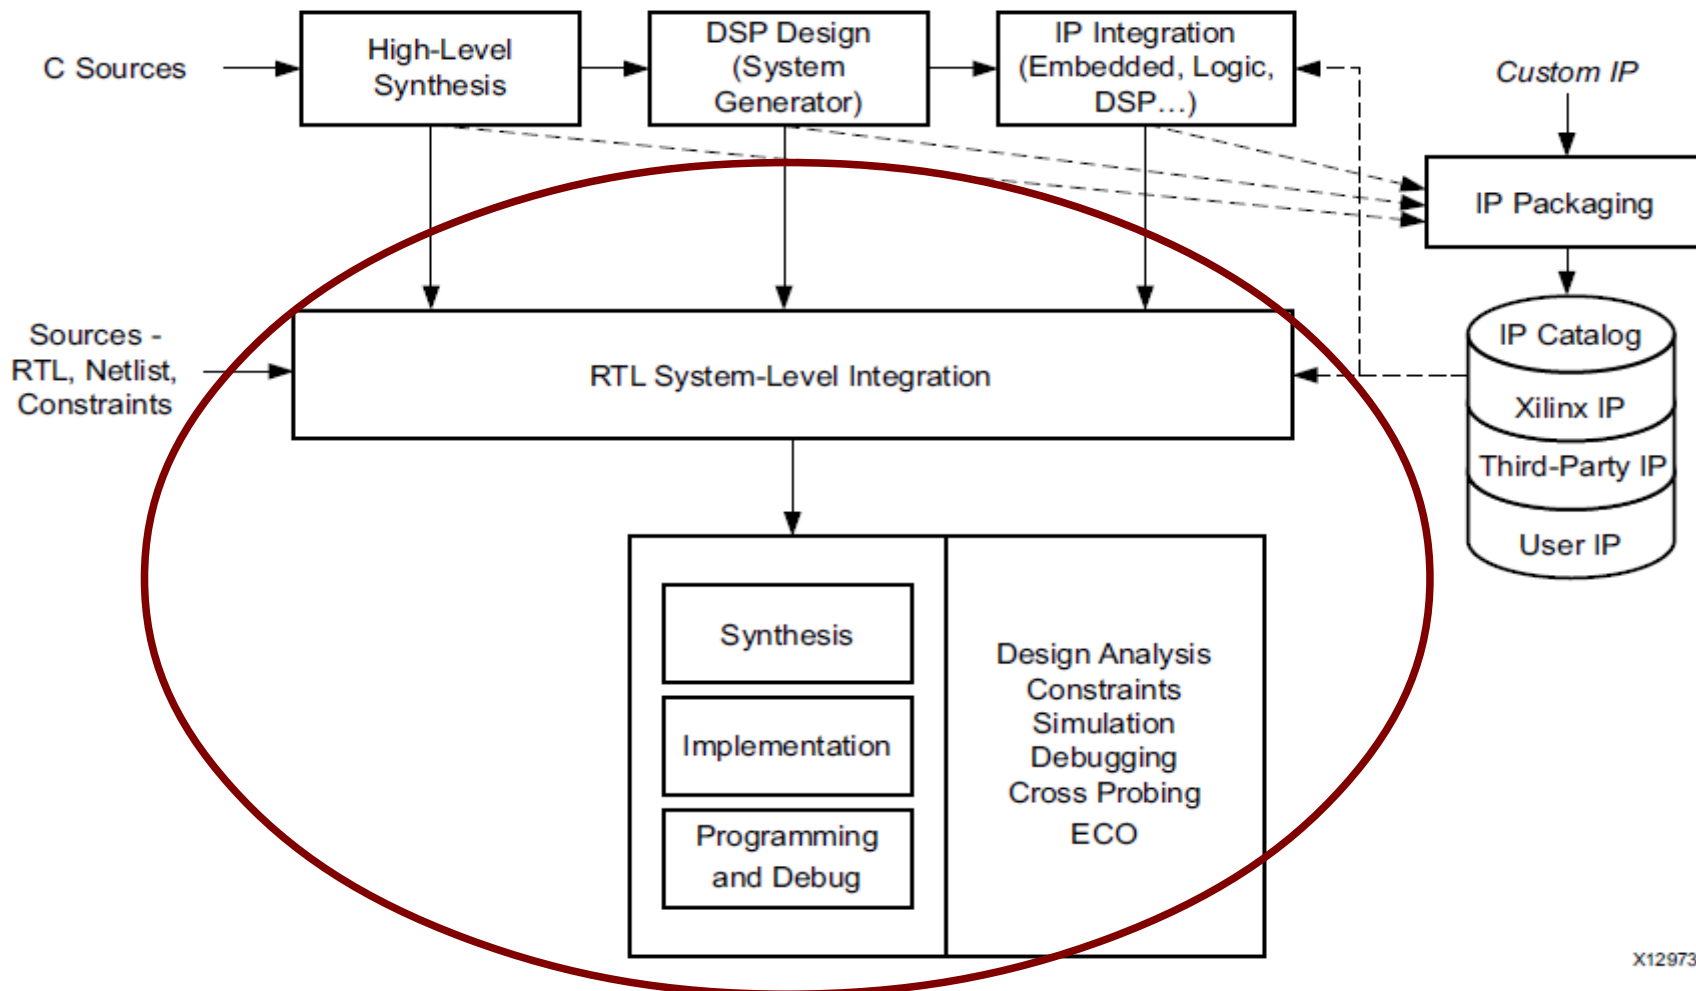 C Sources
High-Level
Synthesis
DSP Design
(System
Generator)
IP Integration
(Embedded, Logic,
DSP…)
Custom IP
IP Packaging
Sources -
RTL, Netlist,
Constraints
RTL System-Level Integration
IP Catalog
Xilinx IP
Third-Party IP
User IP
Synthesis
Implementation
Programming
and Debug
Design Analysis
Constraints
Simulation
Debugging
Cross Probing
ECO
X12973